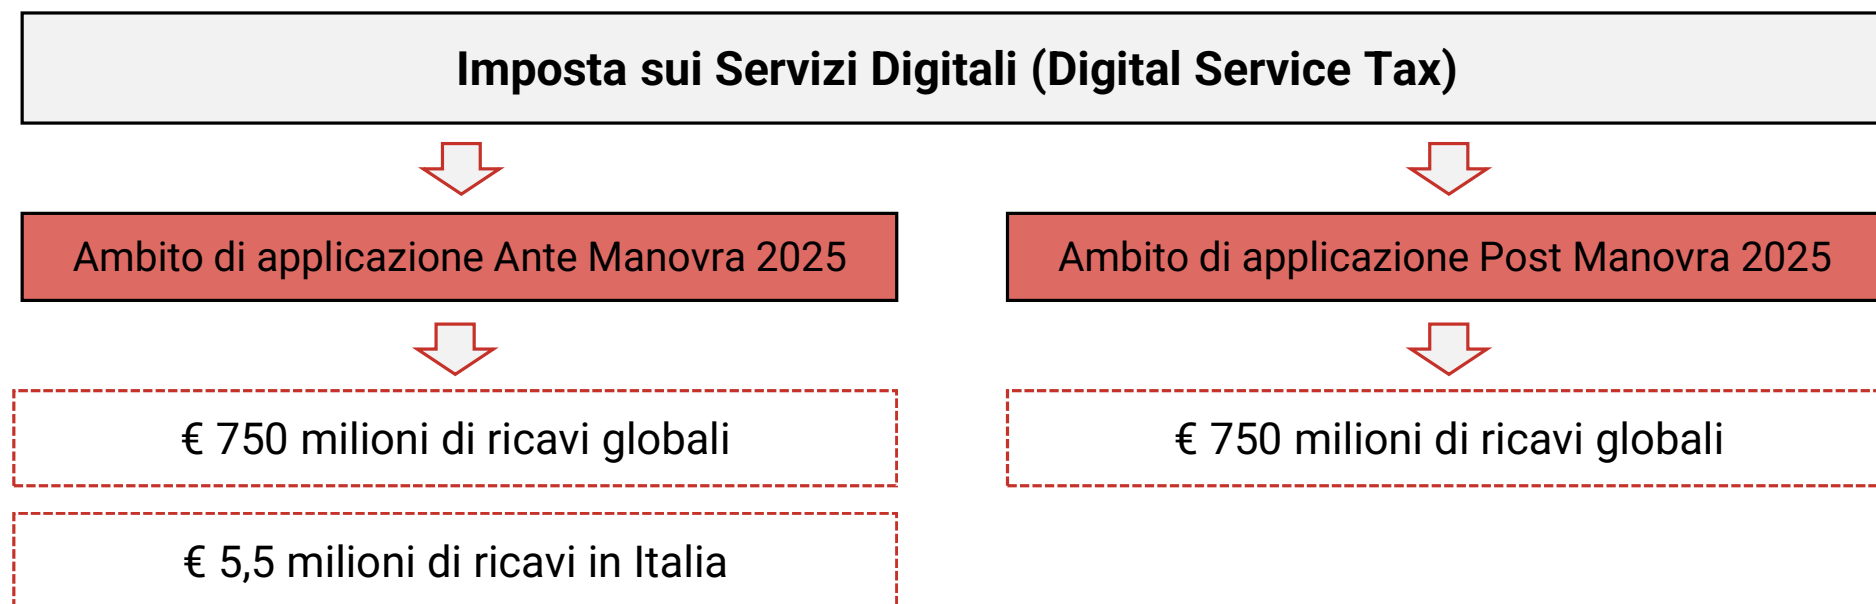 Imposta sui Servizi Digitali (Digital Service Tax)
Ambito di applicazione Ante Manovra 2025
Ambito di applicazione Post Manovra 2025
€ 750 milioni di ricavi globali
€ 750 milioni di ricavi globali
€ 5,5 milioni di ricavi in Italia